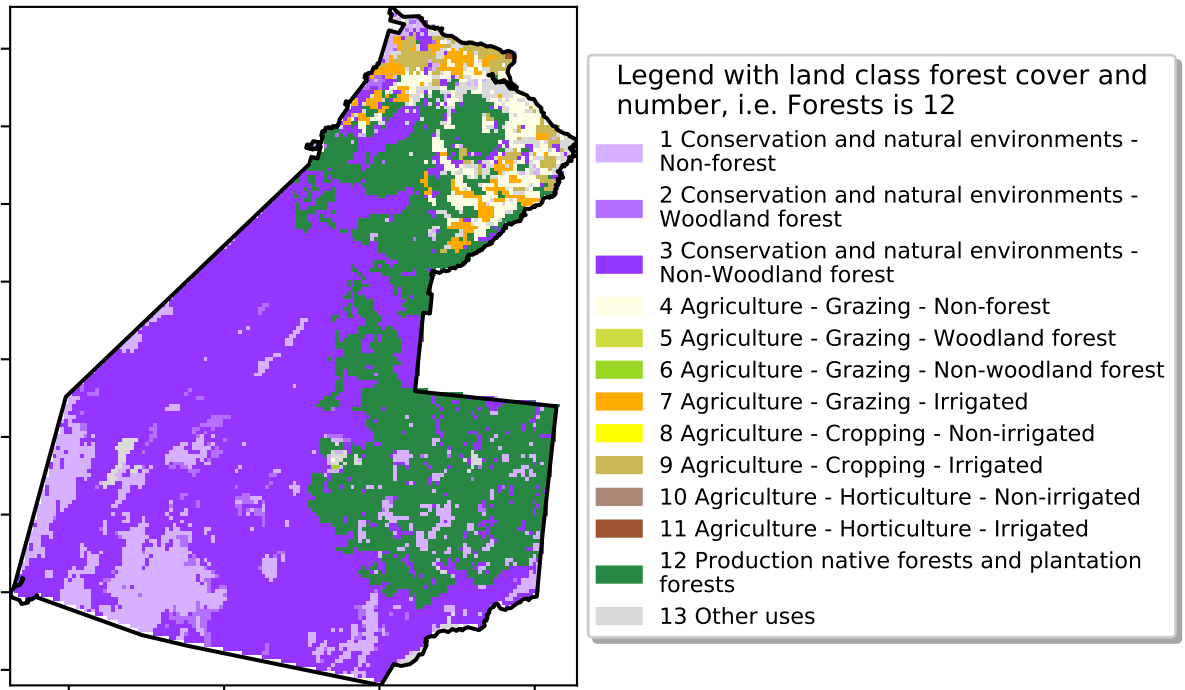 Legend with land class forest cover and
number, i.e. Forests is 12
1 Conservation and natural environments -
Non-forest
2 Conservation and natural environments -
Woodland forest
3 Conservation and natural environments -
Non-Woodland forest
4 Agriculture - Grazing - Non-forest
5 Agriculture - Grazing - Woodland forest
6 Agriculture - Grazing - Non-woodland forest
7 Agriculture - Grazing - Irrigated
8 Agriculture - Cropping - Non-irrigated
9 Agriculture - Cropping - Irrigated
10 Agriculture - Horticulture - Non-irrigated
11 Agriculture - Horticulture - Irrigated
12 Production native forests and plantation
forests
13 Other uses